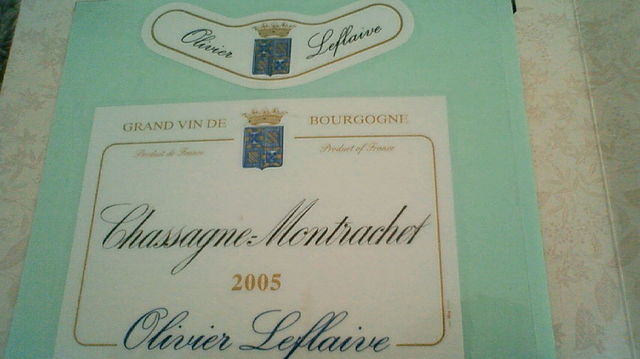 Olivier Leflaive
GRAND VIN DE BOURGOGNE
Produit de France Product of France
Chassagne-Montrachet
2005
Olivier Leflaive